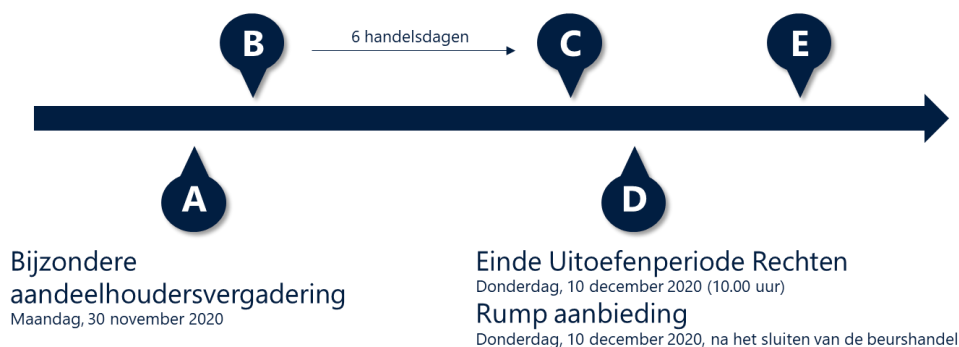 B
6 handelsdagen
C
E
A
D
Bijzondere
aandeelhoudersvergadering
Maandag, 30 november 2020
Einde Uitoefenperiode Rechten
Donderdag, 10 december 2020 (10.00 uur)
Rump aanbieding
Donderdag, 10 december 2020, na het sluiten van de beurshandel